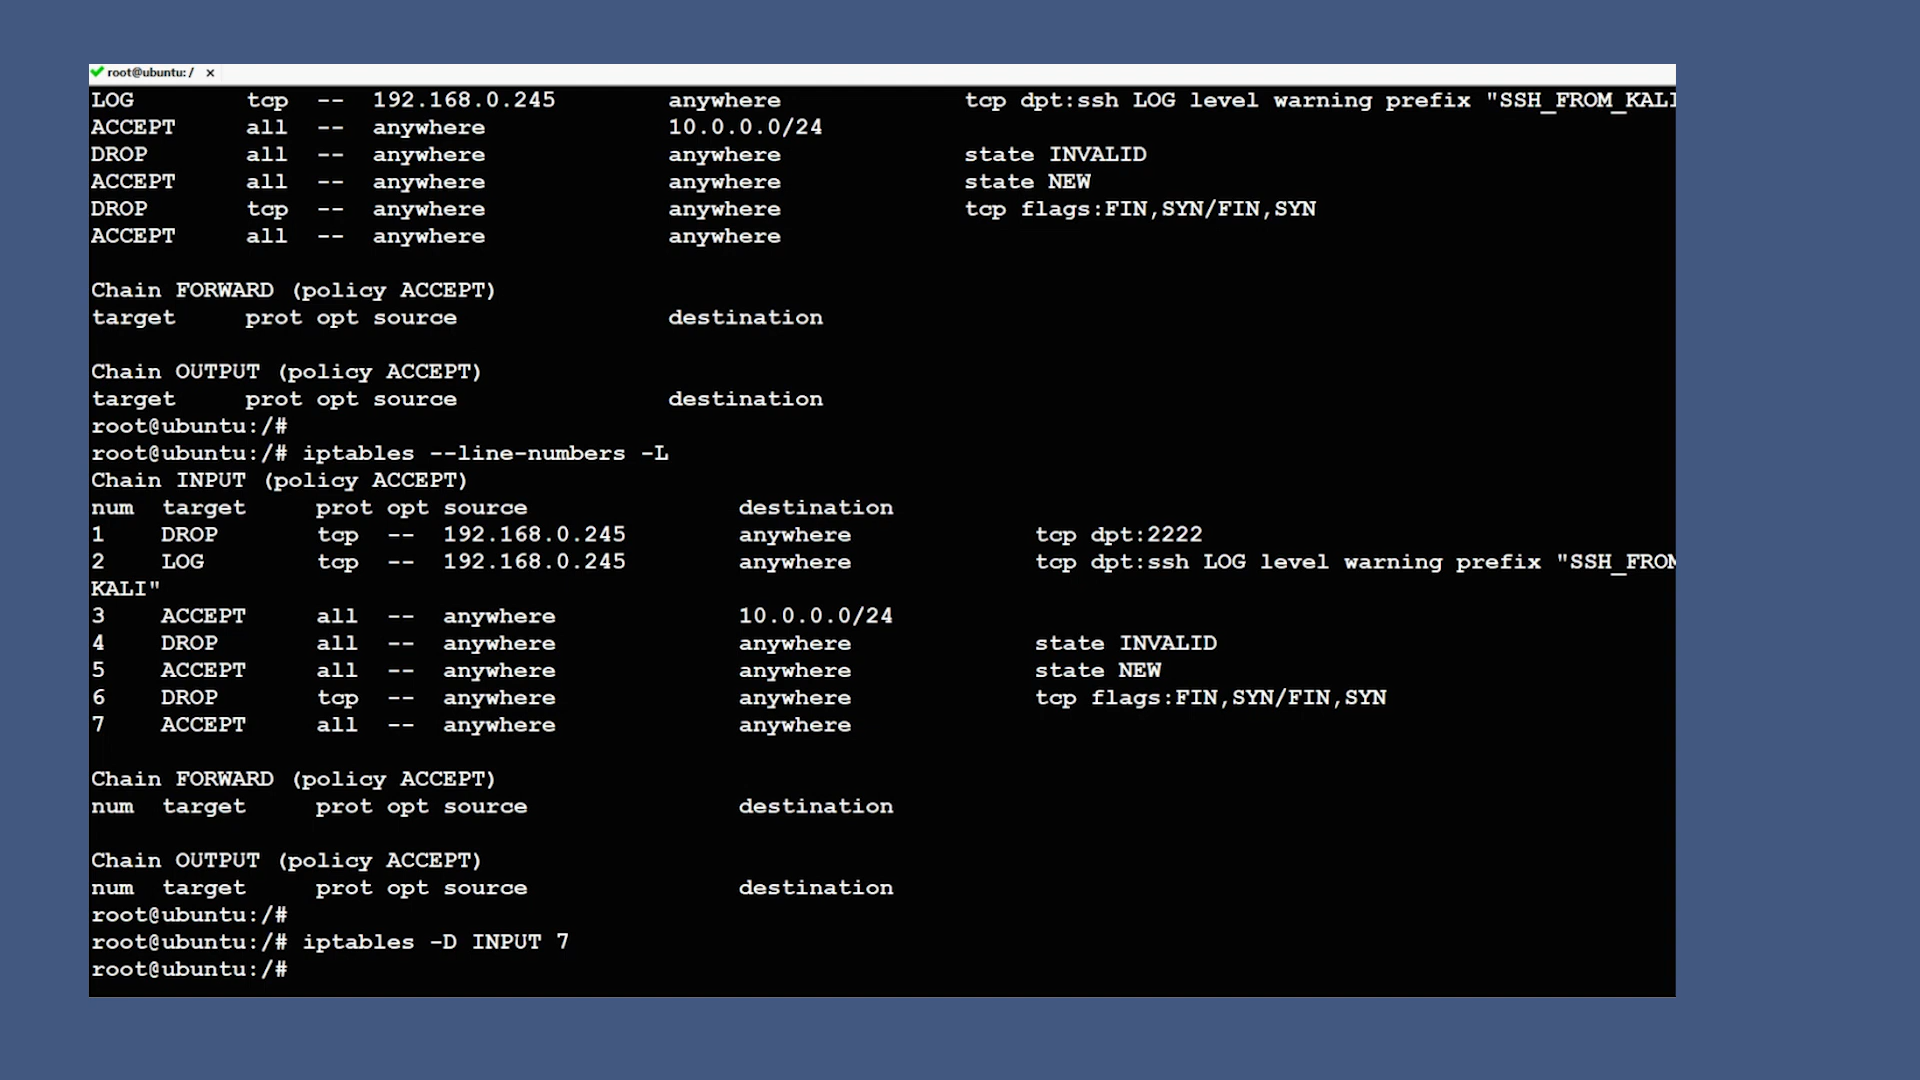 root@ubuntu: /
LOG tcp -- 192.168.0.245 anywhere tcp dpt:ssh LOG level warning prefix "SSH_FROM_KALI
ACCEPT all -- anywhere 10.0.0.0/24
DROP all -- anywhere anywhere state INVALID
ACCEPT all -- anywhere anywhere state NEW
DROP tcp -- anywhere anywhere tcp flags:FIN,SYN/FIN,SYN
ACCEPT all -- anywhere anywhere
Chain FORWARD (policy ACCEPT)
target prot opt source destination
Chain OUTPUT (policy ACCEPT)
target prot opt source destination
root@ubuntu:/#
root@ubuntu:/# iptables --line-numbers -L
Chain INPUT (policy ACCEPT)
num target prot opt source destination
1 DROP tcp -- 192.168.0.245 anywhere tcp dpt:2222
2 LOG tcp -- 192.168.0.245 anywhere tcp dpt:ssh LOG level warning prefix "SSH_FROM
KALI"
3 ACCEPT all -- anywhere 10.0.0.0/24
4 DROP all -- anywhere anywhere state INVALID
5 ACCEPT all -- anywhere anywhere state NEW
6 DROP tcp -- anywhere anywhere tcp flags:FIN,SYN/FIN,SYN
7 ACCEPT all -- anywhere anywhere
Chain FORWARD (policy ACCEPT)
num target prot opt source destination
Chain OUTPUT (policy ACCEPT)
num target prot opt source destination
root@ubuntu:/#
root@ubuntu:/# iptables -D INPUT 7
root@ubuntu:/#